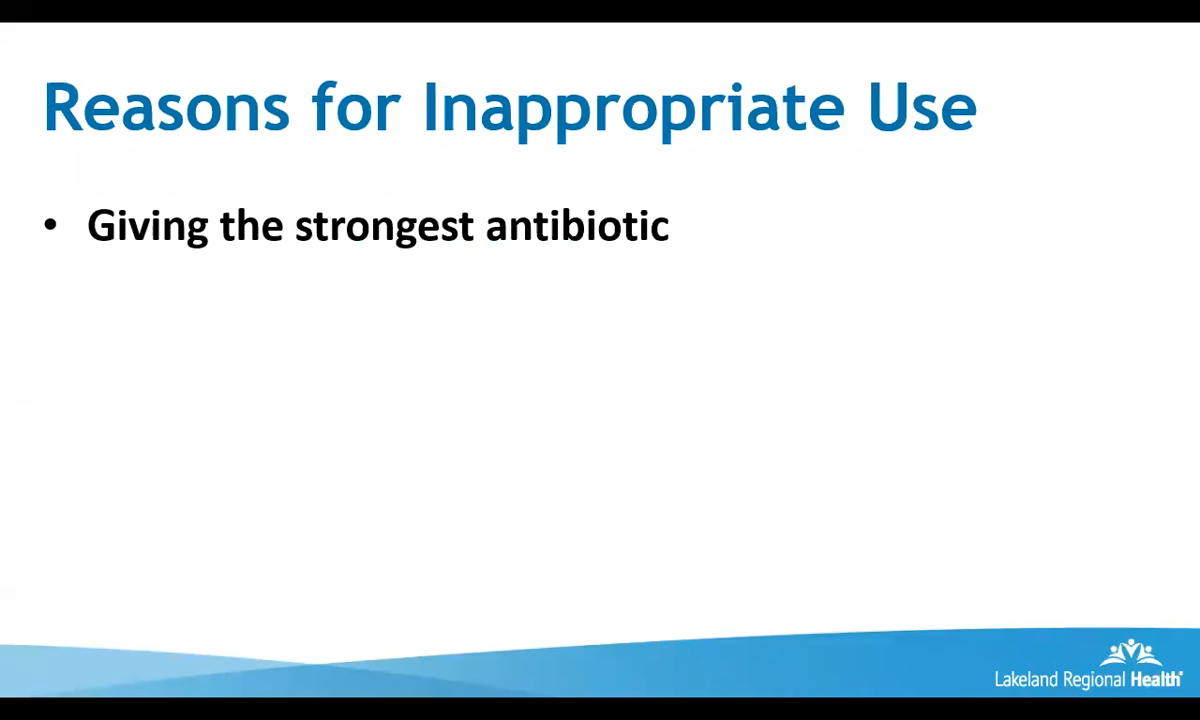 Reasons for Inappropriate Use
• Giving the strongest antibiotic
Lakeland Regional Health